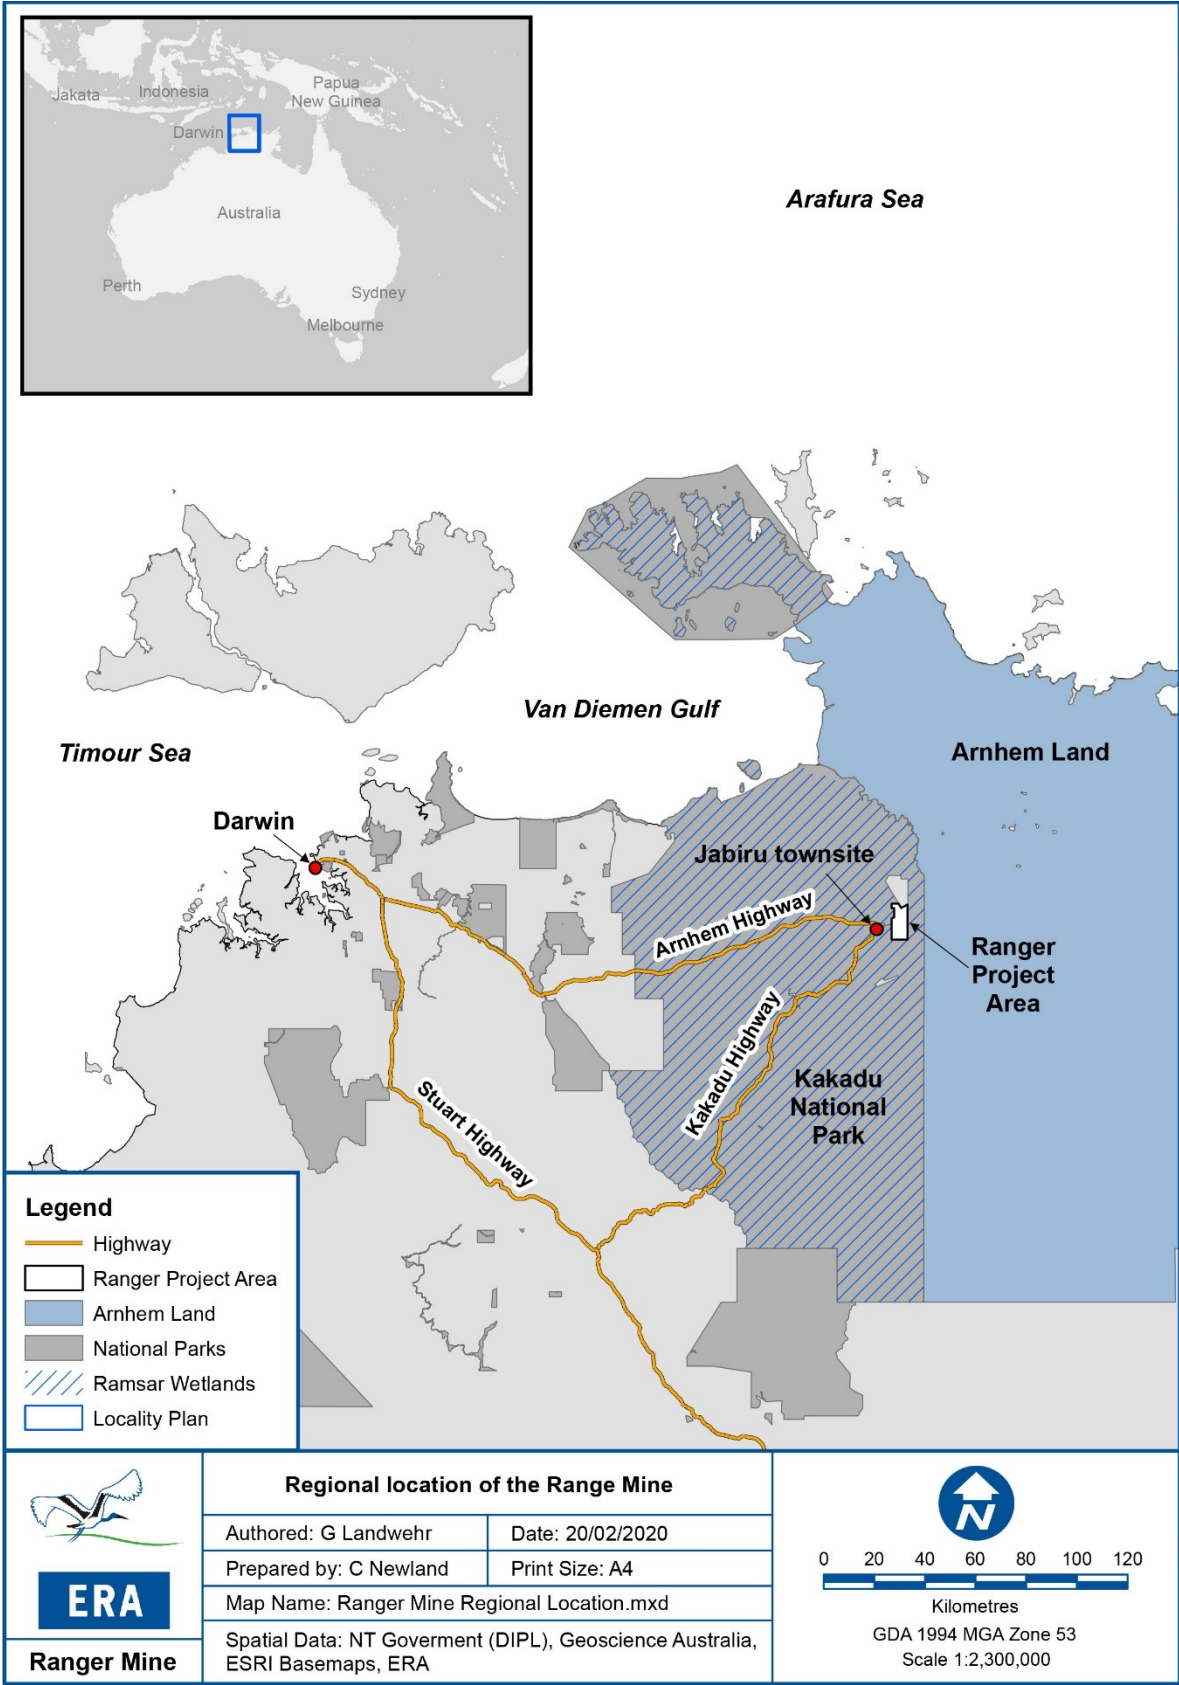 Jakata
Indonesia
Papua
New Guinea
Darwin
Australia
Perth
Sydney
Melbourne
Arafura Sea
Van Diemen Gulf
Timour Sea
Arnhem Land
Darwin
Jabiru townsite
Arnhem Highway
Ranger
Project
Area
Kakadu Highway
Kakadu
National
Park
Stuart Highway
Legend
Highway
Ranger Project Area
Arnhem Land
National Parks
Ramsar Wetlands
Locality Plan
ERA
Ranger Mine
Regional location of the Range Mine
Authored: G Landwehr
Date: 20/02/2020
Prepared by: C Newland
Print Size: A4
Map Name: Ranger Mine Regional Location.mxd
Spatial Data: NT Goverment (DIPL), Geoscience Australia,
ESRI Basemaps, ERA
N
0 20 40 60 80 100 120
Kilometres
GDA 1994 MGA Zone 53
Scale 1:2,300,000